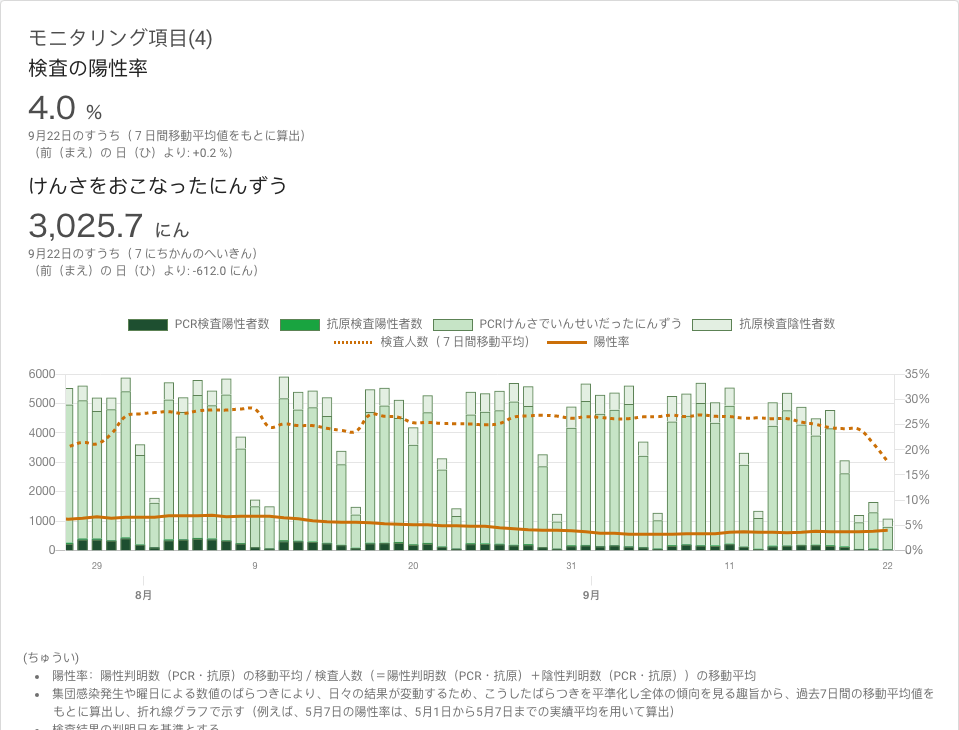 モニタリング項目(4)
検査の陽性率
4.0 %
9月22日のすうち（７日間移動平均値をもとに算出）
（前（まえ）の 日（ひ）より: +0.2 %）
けんさをおこなったにんずう
3,025.7 にん
9月22日のすうち（７にちかんのへいきん）
（前（まえ）の 日（ひ）より: -612.0 にん）
PCR検査陽性者数 抗原検査陽性者数 PCRけんさでいんせいだったにんずう 抗原検査陰性者数
検査人数（７日間移動平均） 陽性率
6000 35%
5000 30%
4000 25%
3000 20%
2000 15%
1000 10%
0 5%
0%
29 9 20 31 11 22
8月 9月
(ちゅうい)
• 陽性率：陽性判明数（PCR・抗原）の移動平均 / 検査人数（＝陽性判明数（PCR・抗原）＋陰性判明数（PCR・抗原））の移動平均
• 集団感染発生や曜日による数値のばらつきにより、日々の結果が変動するため、こうしたばらつきを平準化し全体の傾向を見る趣旨から、過去7日間の移動平均値を
もとに算出し、折れ線グラフで示す（例えば、5月7日の陽性率は、5月1日から5月7日までの実績平均を用いて算出）
• 検査結果の判明日を基準とする